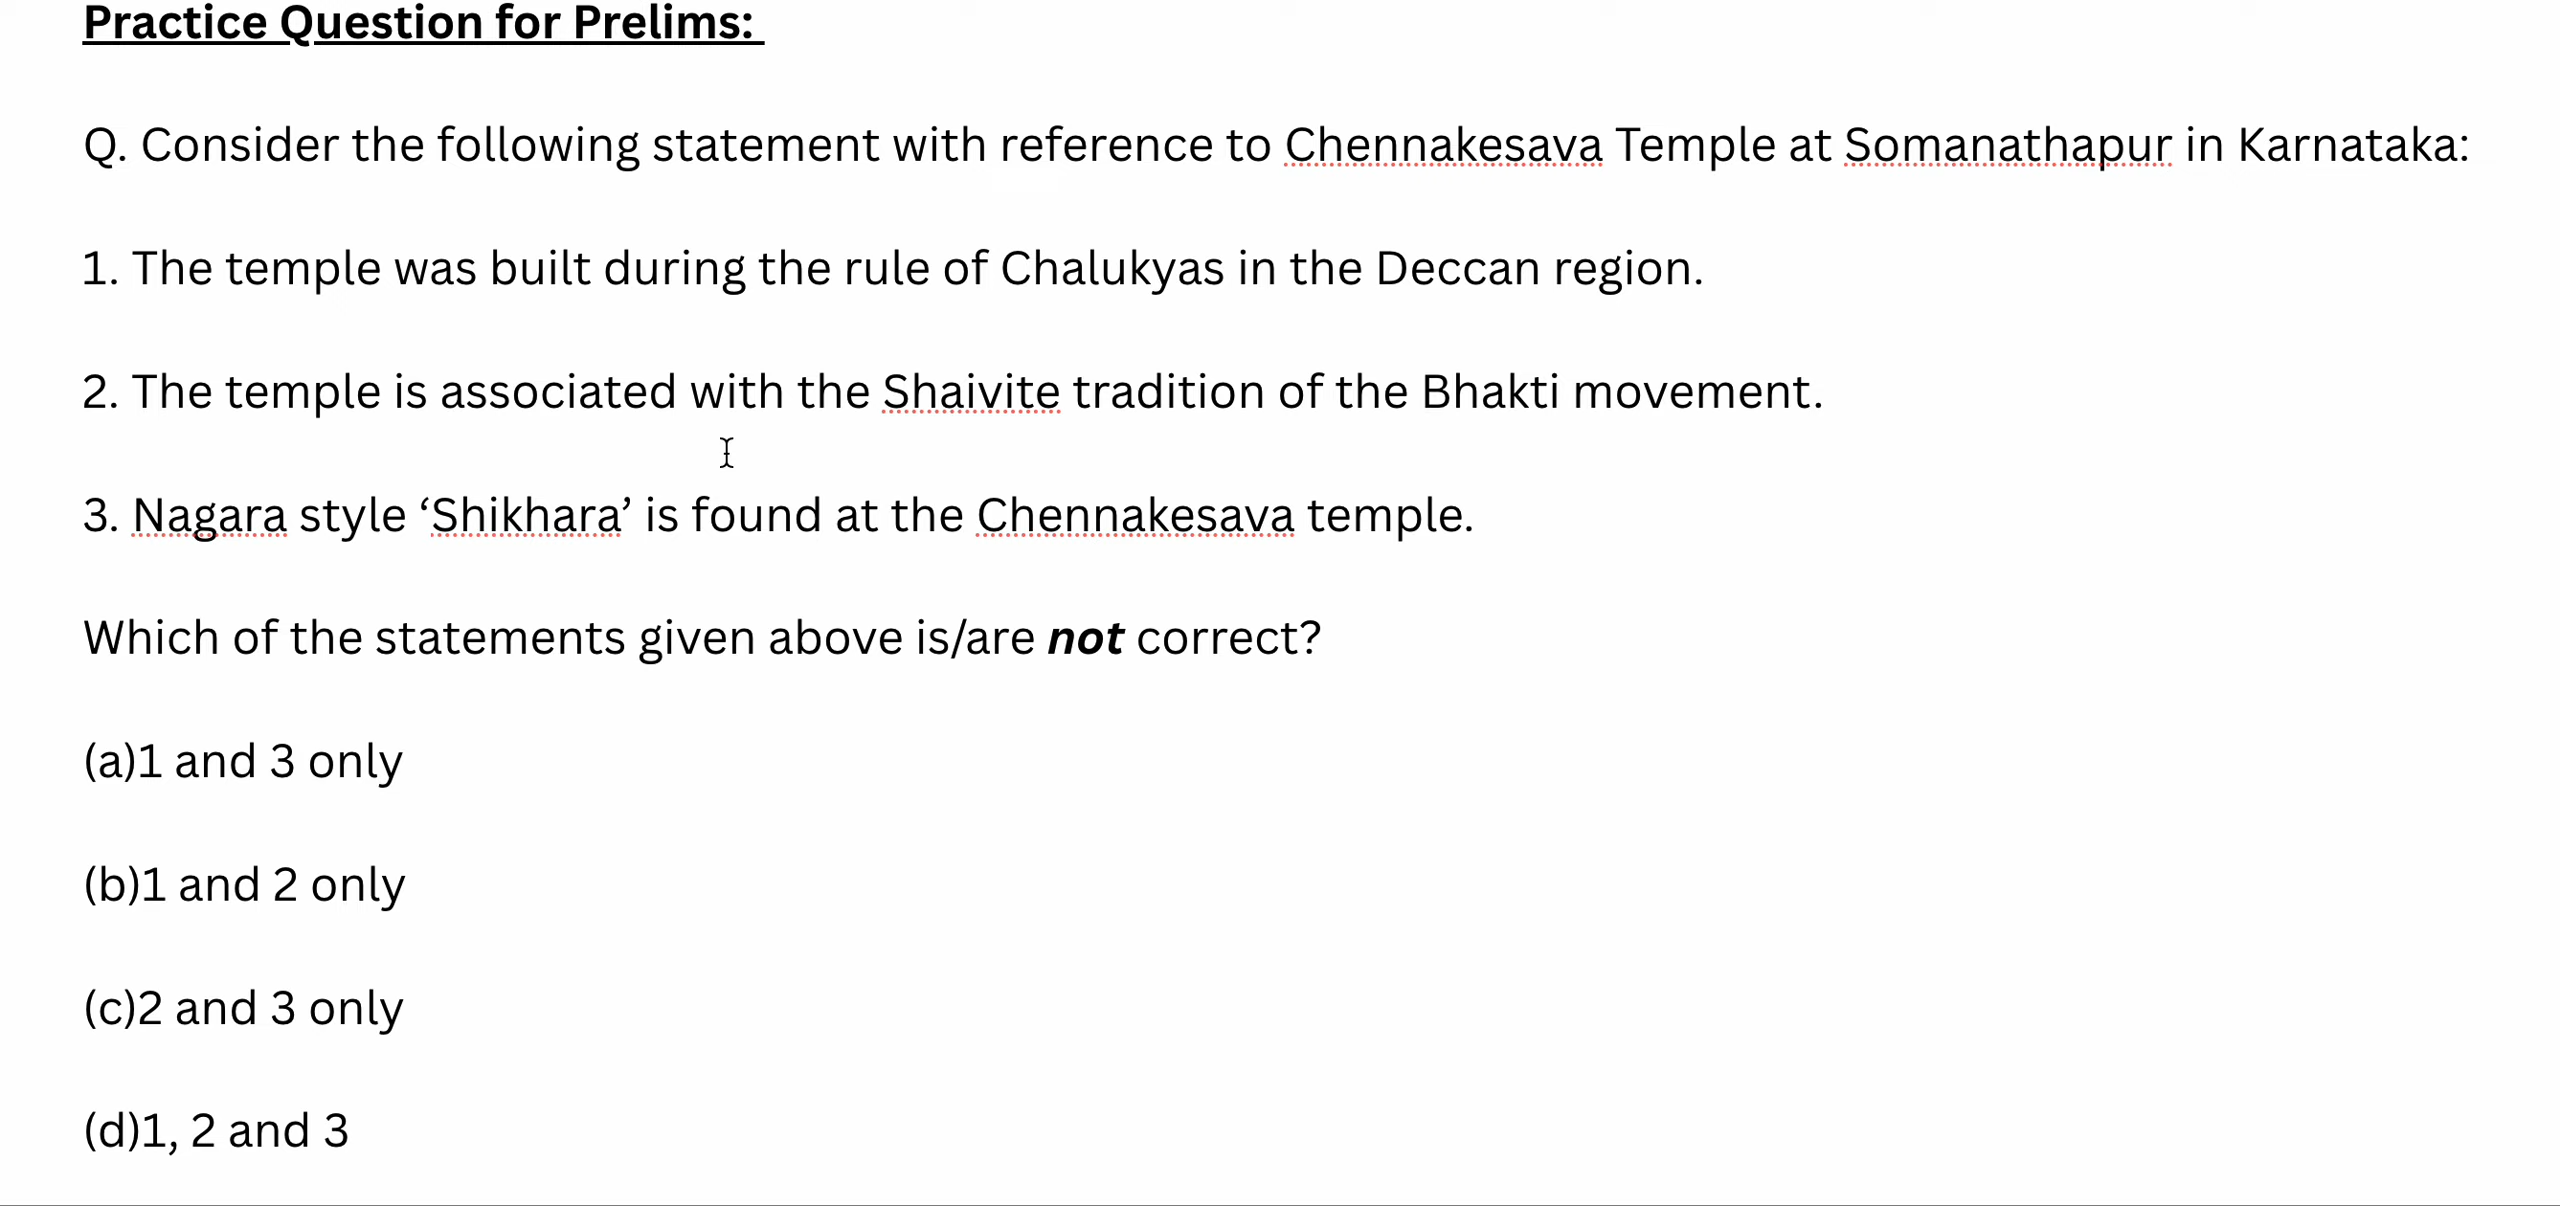 Practice Question for Prelims:
Q. Consider the following statement with reference to Chennakesava Temple at Somanathapur in Karnataka:
1. The temple was built during the rule of Chalukyas in the Deccan region.
2. The temple is associated with the Shaivite tradition of the Bhakti movement.
3. Nagara style ‘Shikhara’ is found at the Chennakesava temple.
Which of the statements given above is/are not correct?
(a)1 and 3 only
(b)1 and 2 only
(c)2 and 3 only
(d)1, 2 and 3